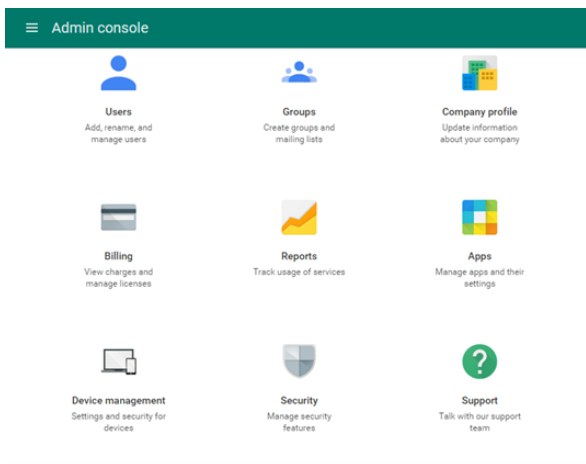 Admin console
Users
Add, rename, and
manage users
Groups
Create groups and
mailing lists
Company profile
Update information
about your company
Billing
View charges and
manage licenses
Reports
Track usage of services
Apps
Manage apps and their
settings
Device management
Settings and security for
devices
Security
Manage security
features
?
Support
Talk with our support
team